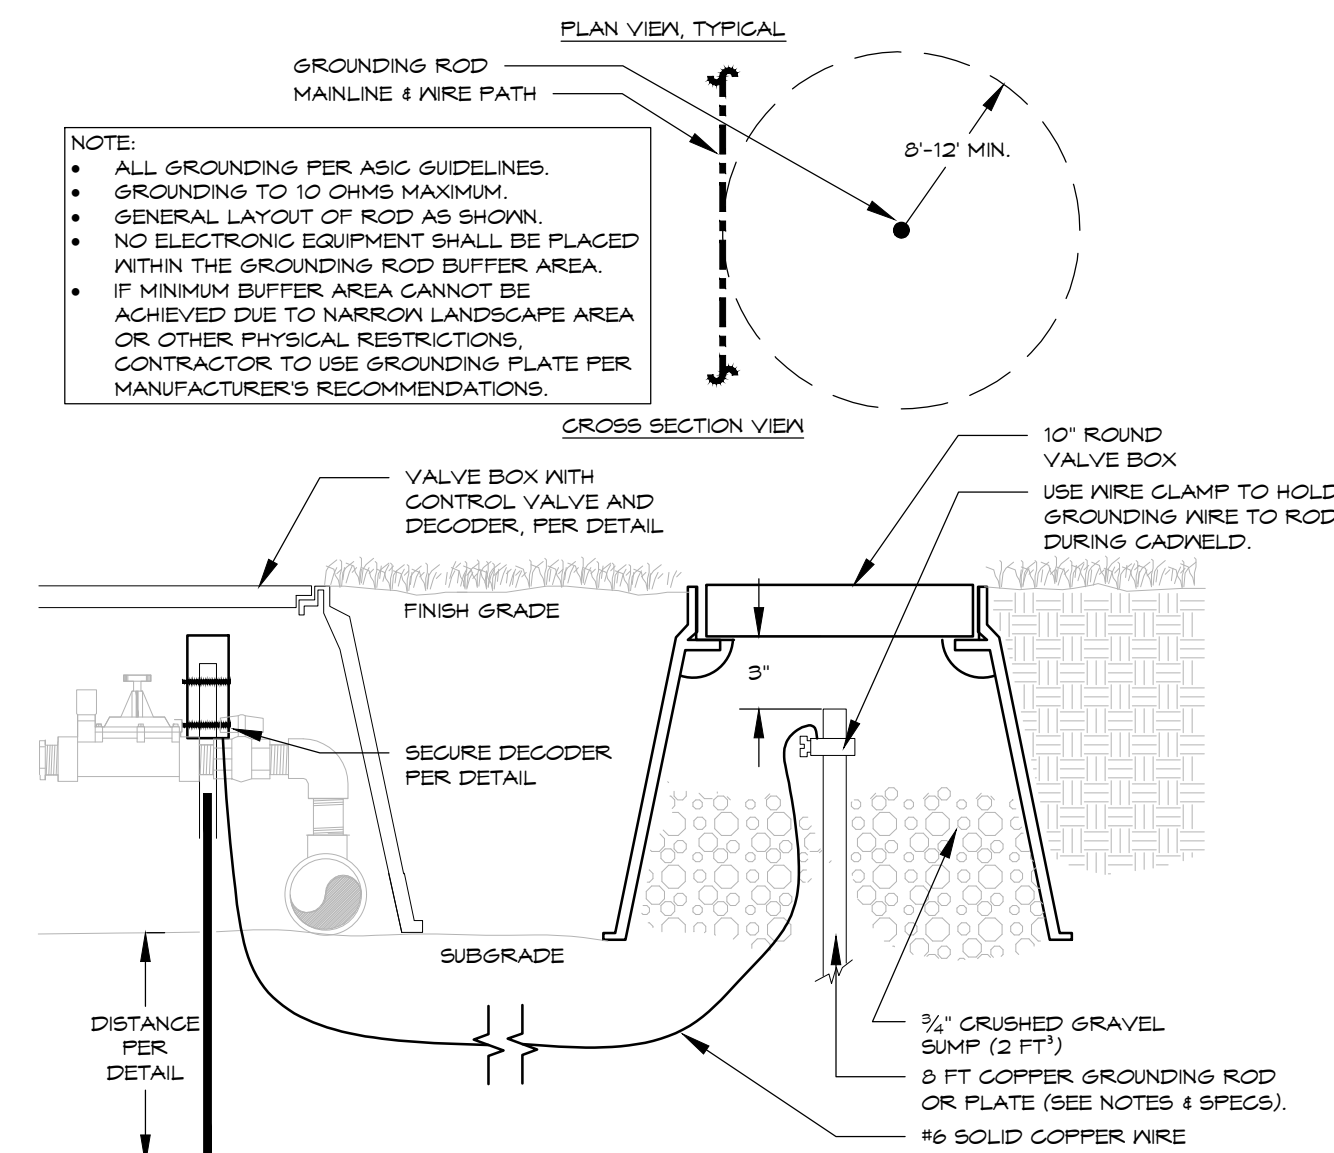 PLAN VIEW, TYPICAL
GROUNDING ROD
MAINLINE & WIRE PATH
8'-12' MIN.
NOTE:
• ALL GROUNDING PER ASIC GUIDELINES.
• GROUNDING TO 10 OHMS MAXIMUM.
• GENERAL LAYOUT OF ROD AS SHOWN.
• NO ELECTRONIC EQUIPMENT SHALL BE PLACED
WITHIN THE GROUNDING ROD BUFFER AREA.
• IF MINIMUM BUFFER AREA CANNOT BE
ACHIEVED DUE TO NARROW LANDSCAPE AREA
OR OTHER PHYSICAL RESTRICTIONS,
CONTRACTOR TO USE GROUNDING PLATE PER
MANUFACTURER'S RECOMMENDATIONS.
CROSS SECTION VIEW
VALVE BOX WITH
CONTROL VALVE AND
DECODER, PER DETAIL
10" ROUND
VALVE BOX
USE WIRE CLAMP TO HOLD
GROUNDING WIRE TO ROD
DURING CADWELD.
FINISH GRADE
3"
SECURE DECODER
PER DETAIL
SUBGRADE
DISTANCE
PER
DETAIL
¾" CRUSHED GRAVEL
SUMP (2 FT³)
8 FT COPPER GROUNDING ROD
OR PLATE (SEE NOTES & SPECS).
#6 SOLID COPPER WIRE